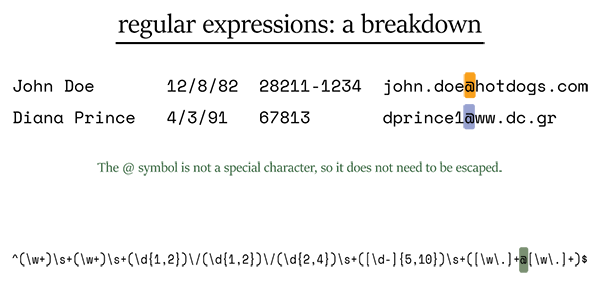 regular expressions: a breakdown
John Doe 12/8/82 28211-1234 john.doe@hotdogs.com
Diana Prince 4/3/91 67813 dprince1@ww.dc.gr
The @ symbol is not a special character, so it does not need to be escaped.
^(\w+)\s+(\w+)\s+(\d{1,2})\/(\d{1,2})\/(\d{2,4})\s+([\d-]{5,10})\s+([\w\.]+@[\w\.]+)$